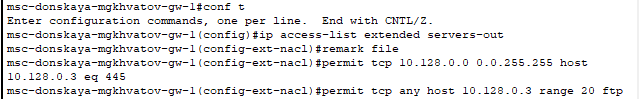 msc-donskaya-mgkhvatov-gw-1#conf t
Enter configuration commands, one per line.  End with CNTL/Z.
msc-donskaya-mgkhvatov-gw-1(config)#ip access-list extended servers-out
msc-donskaya-mgkhvatov-gw-1(config-ext-nacl)#remark file
msc-donskaya-mgkhvatov-gw-1(config-ext-nacl)#permit tcp 10.128.0.0 0.0.255.255 host
10.128.0.3 eq 445
msc-donskaya-mgkhvatov-gw-1(config-ext-nacl)#permit tcp any host 10.128.0.3 range 20 ftp